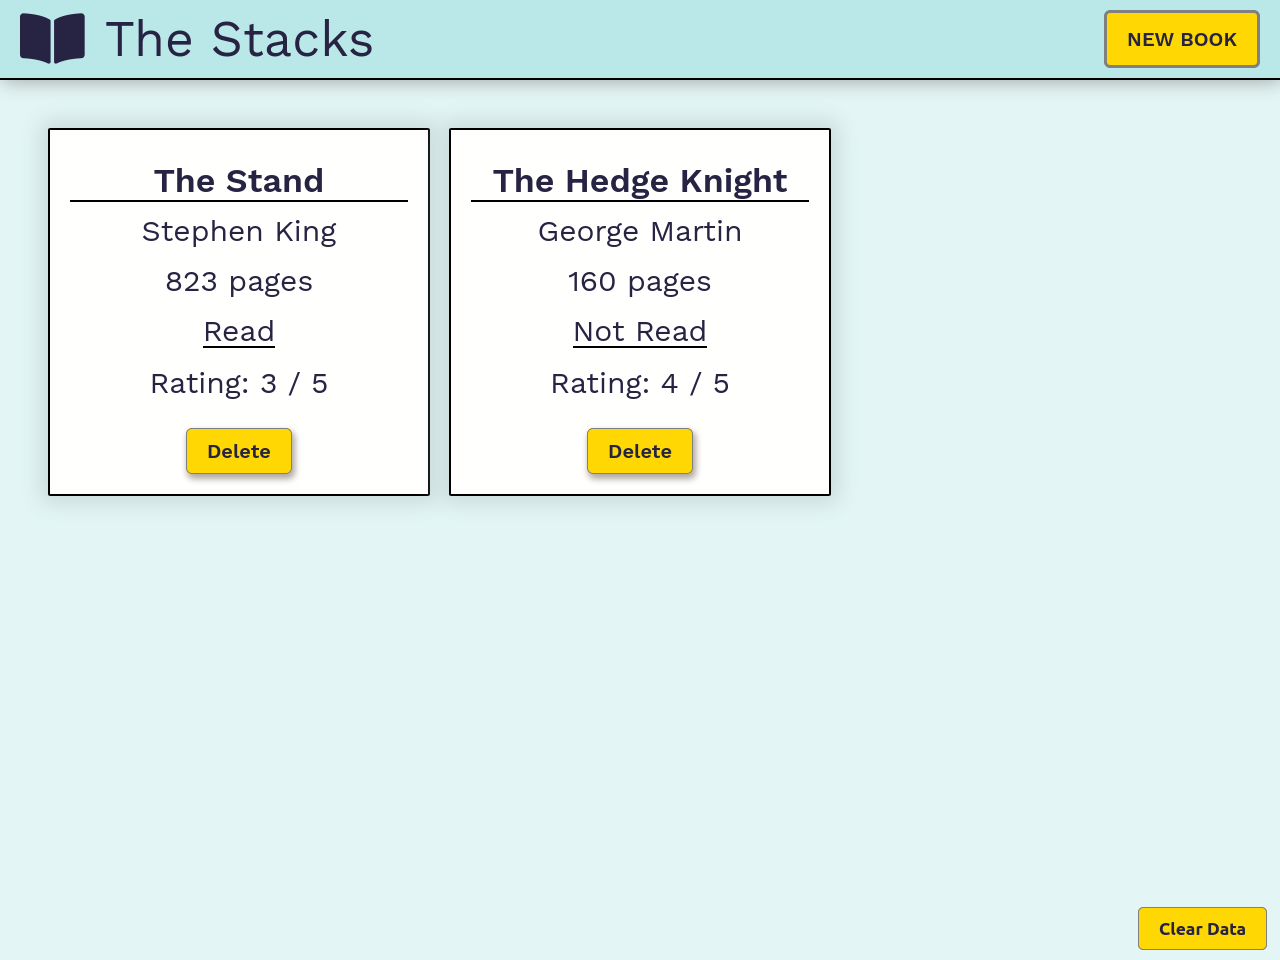 The Stacks
NEW BOOK
The Stand
Stephen King
823 pages
Read
Rating: 3 / 5
Delete
The Hedge Knight
George Martin
160 pages
Not Read
Rating: 4 / 5
Delete
Clear Data